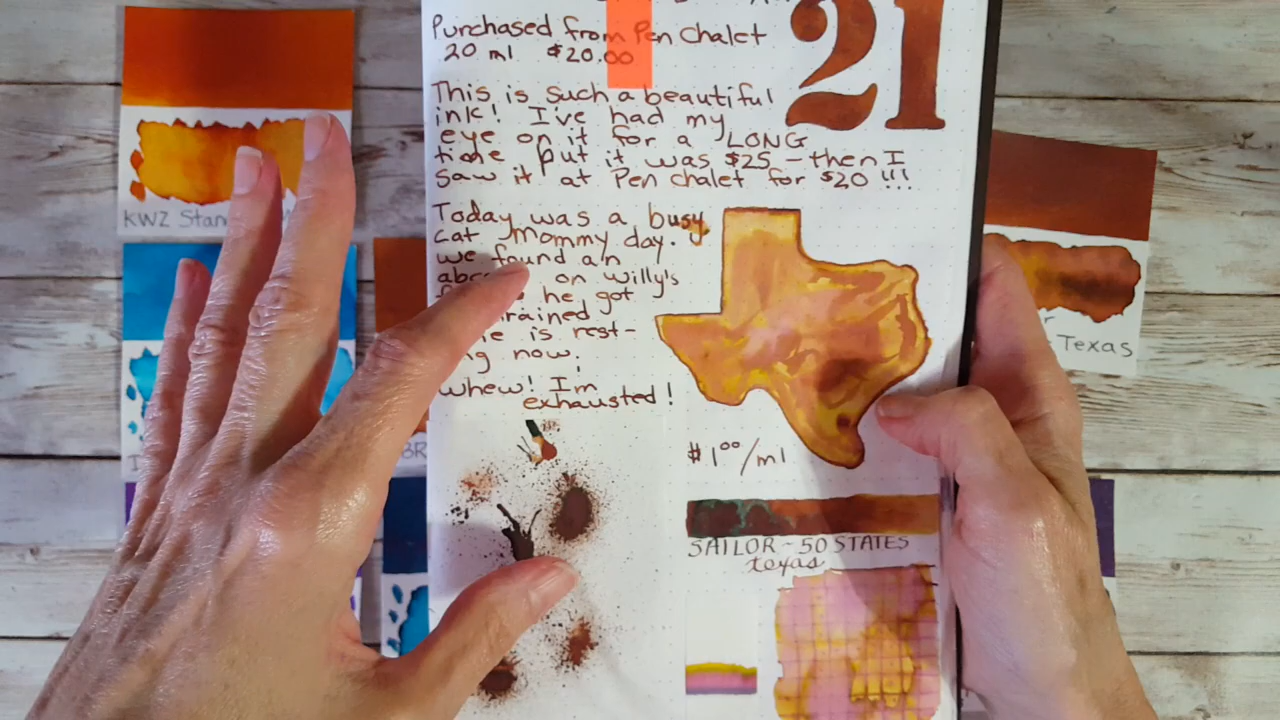 21
Purchased from Pen Chalet
20 ml $20.00
This is such a beautiful
ink! I've had my
eye on it for a LONG
time but it was $25 - then I
saw it at Pen Chalet for $20 !!!
Today was a busy
cat mommy day.
we found an
on Willy's
he got
is rest-
now.
Whew! I'm
exhausted!
$1⁰⁰/ml
SAILOR - 50 STATES
texas
KWZ Stan
Texas
BR